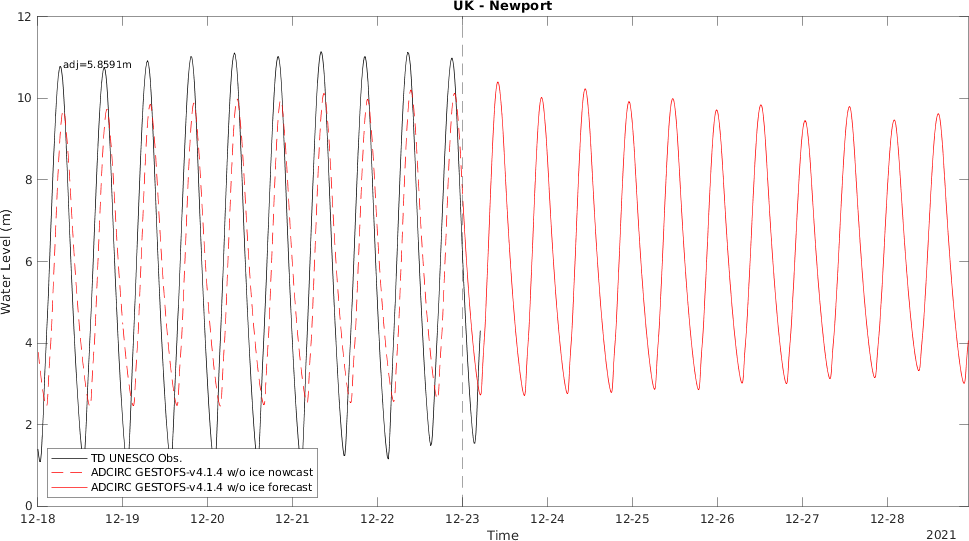 UK - Newport
adj=5.8591m
Water Level (m)
12
10
8
6
4
2
0
TD UNESCO Obs.
ADCIRC GESTOFS-v4.1.4 w/o ice nowcast
ADCIRC GESTOFS-v4.1.4 w/o ice forecast
12-18 12-19 12-20 12-21 12-22 12-23 12-24 12-25 12-26 12-27 12-28
Time
2021